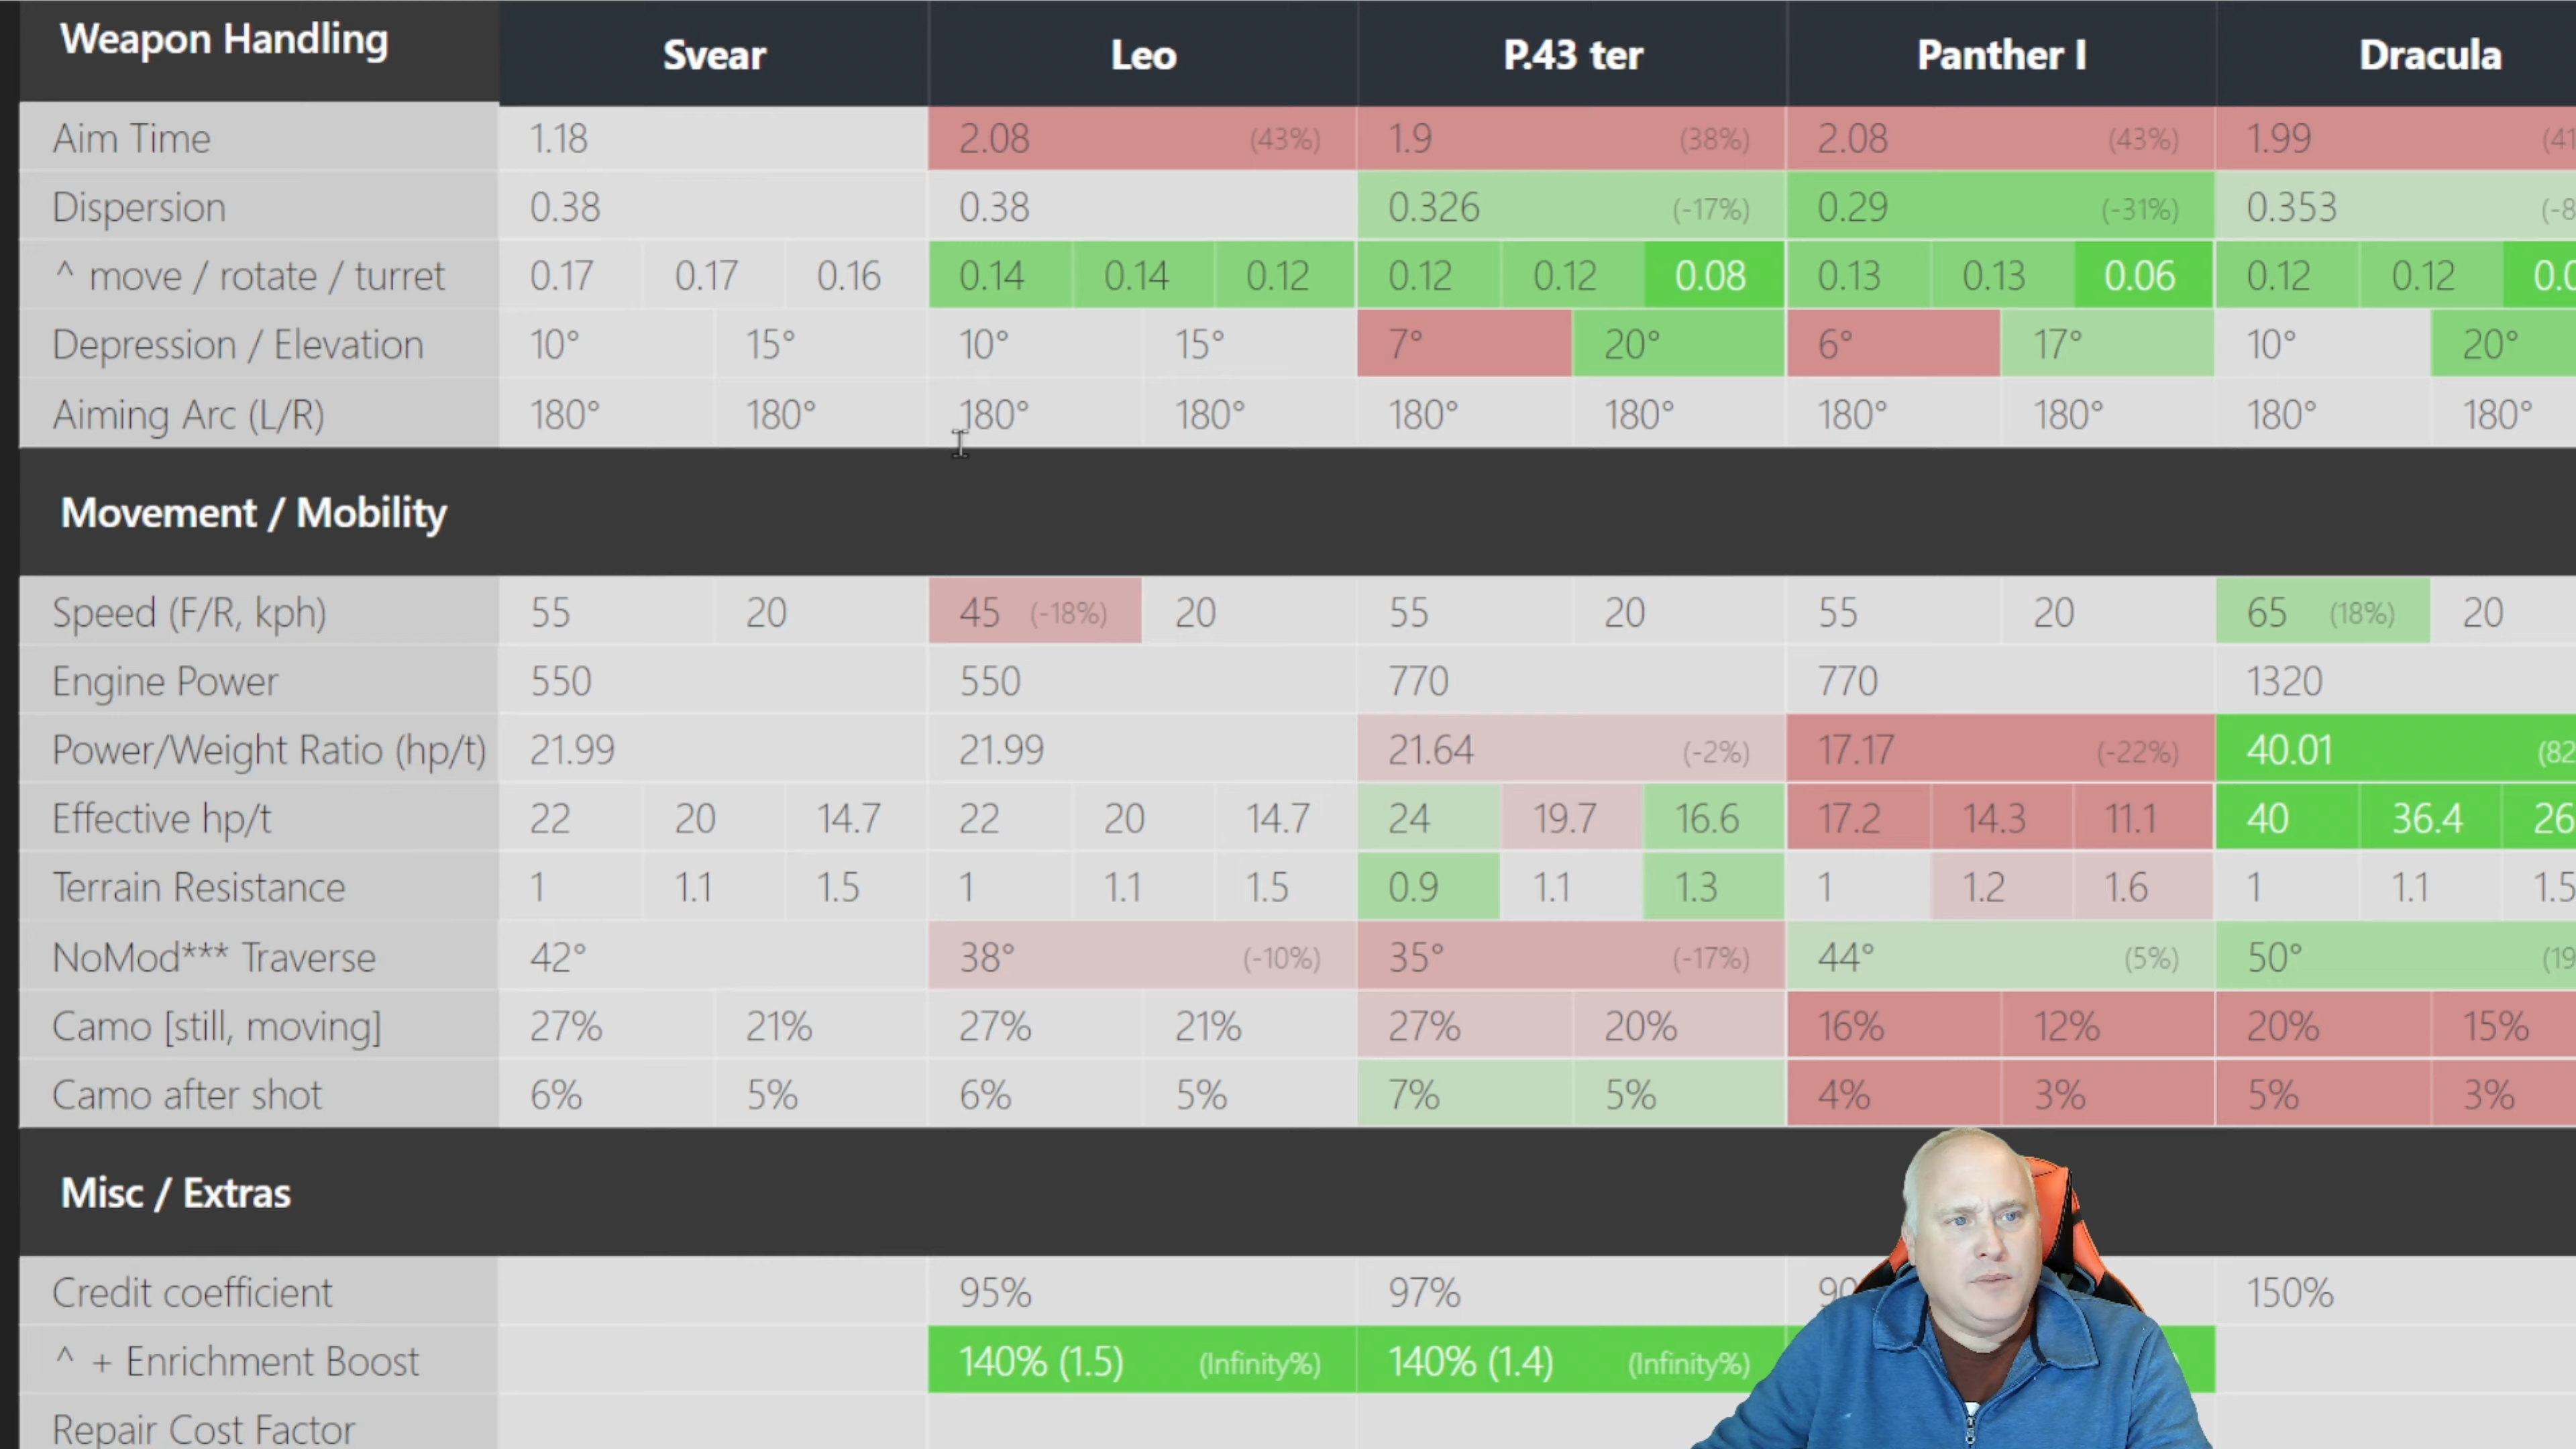 Weapon Handling Svear Leo P.43 ter Panther I Dracula
Aim Time 1.18 2.08 (43%) 1.9 (38%) 2.08 (43%) 1.99 (41
Dispersion 0.38 0.38 0.326 (-17%) 0.29 (-31%) 0.353 (-8
^ move / rotate / turret 0.17 0.17 0.16 0.14 0.14 0.12 0.12 0.12 0.08 0.13 0.13 0.06 0.12 0.12
Depression / Elevation 10° 15° 10° 15° 7° 20° 6° 17° 10° 20°
Aiming Arc (L/R) 180° 180° 180° 180° 180° 180° 180° 180° 180° 180°
Movement / Mobility
Speed (F/R, kph) 55 20 45 (-18%) 20 55 20 55 20 65 (18%) 20
Engine Power 550 550 770 770 1320
Power/Weight Ratio (hp/t) 21.99 21.99 21.64 (-2%) 17.17 (-22%) 40.01 (82
Effective hp/t 22 20 14.7 22 20 14.7 24 19.7 16.6 17.2 14.3 11.1 40 36.4 26
Terrain Resistance 1 1.1 1.5 1 1.1 1.5 0.9 1.1 1.3 1 1.2 1.6 1 1.1 1.5
NoMod*** Traverse 42° 38° (-10%) 35° (-17%) 44° (5%) 50° (19
Camo [still, moving] 27% 21% 27% 21% 27% 20% 16% 12% 20% 15%
Camo after shot 6% 5% 6% 5% 7% 5% 4% 3% 5% 3%
Misc / Extras
Credit coefficient 95% 97% 90 150%
^ + Enrichment Boost 140% (1.5) (Infinity%) 140% (1.4) (Infinity%)
Repair Cost Factor